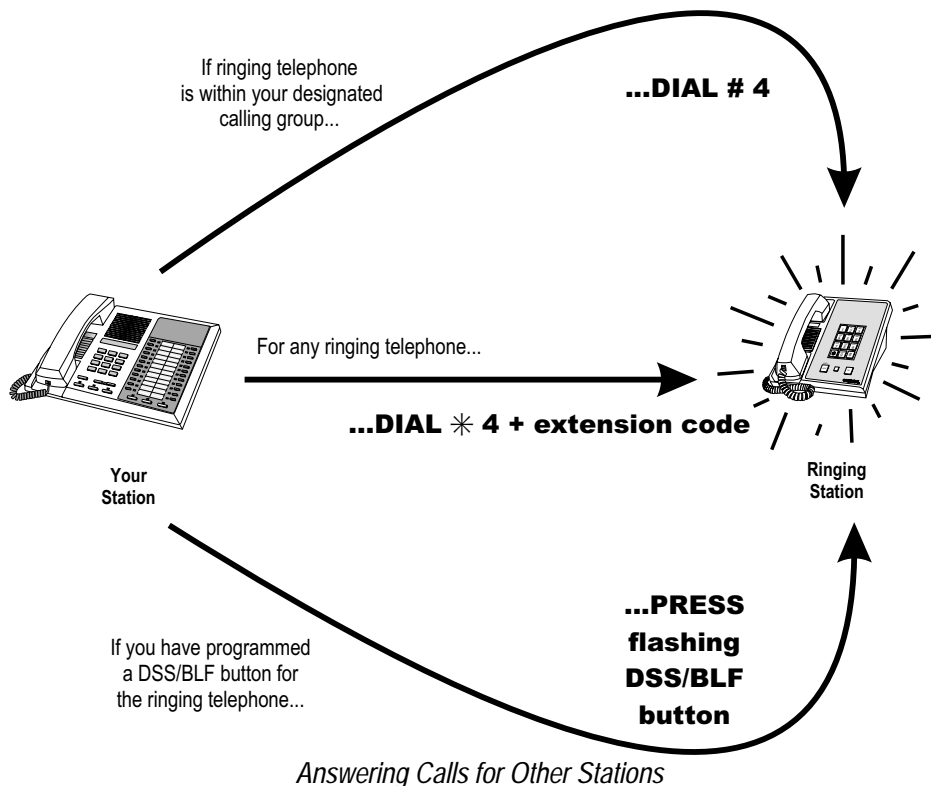 If ringing telephone
is within your designated
calling group...
...DIAL # 4
For any ringing telephone...
...DIAL ✳ 4 + extension code
Your
Station
Ringing
Station
If you have programmed
a DSS/BLF button for
the ringing telephone...
...PRESS
flashing
DSS/BLF
button
Answering Calls for Other Stations